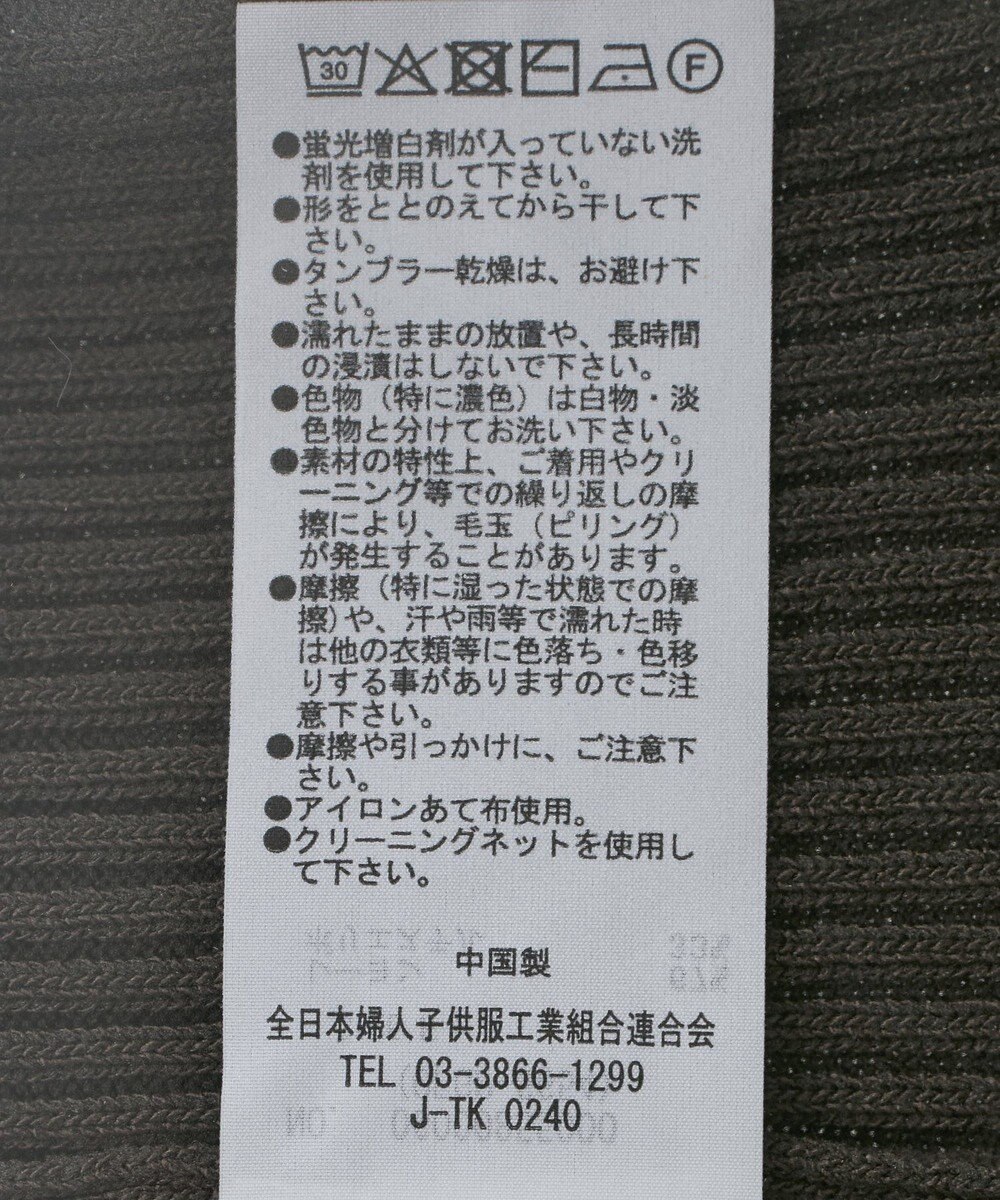 30 F
●蛍光増白剤が入っていない洗
剤を使用して下さい。
●形をととのえてから干して下
さい。
●タンブラー乾燥は、お避け下
さい。
●濡れたままの放置や、長時間
の浸漬はしないで下さい。
●色物（特に濃色）は白物・淡
色物と分けてお洗い下さい。
●素材の特性上、ご着用やクリ
ーニング等での繰り返しの摩
擦により、毛玉（ピリング）
が発生することがあります。
●摩擦（特に湿った状態での摩
擦）や、汗や雨等で濡れた時
は他の衣類等に色落ち・色移
りする事がありますのでご注
意下さい。
●摩擦や引っかけに、ご注意下
さい。
●アイロンあて布使用。
●クリーニングネットを使用し
て下さい。
中国製
全日本婦人子供服工業組合連合会
TEL 03-3866-1299
J-TK 0240